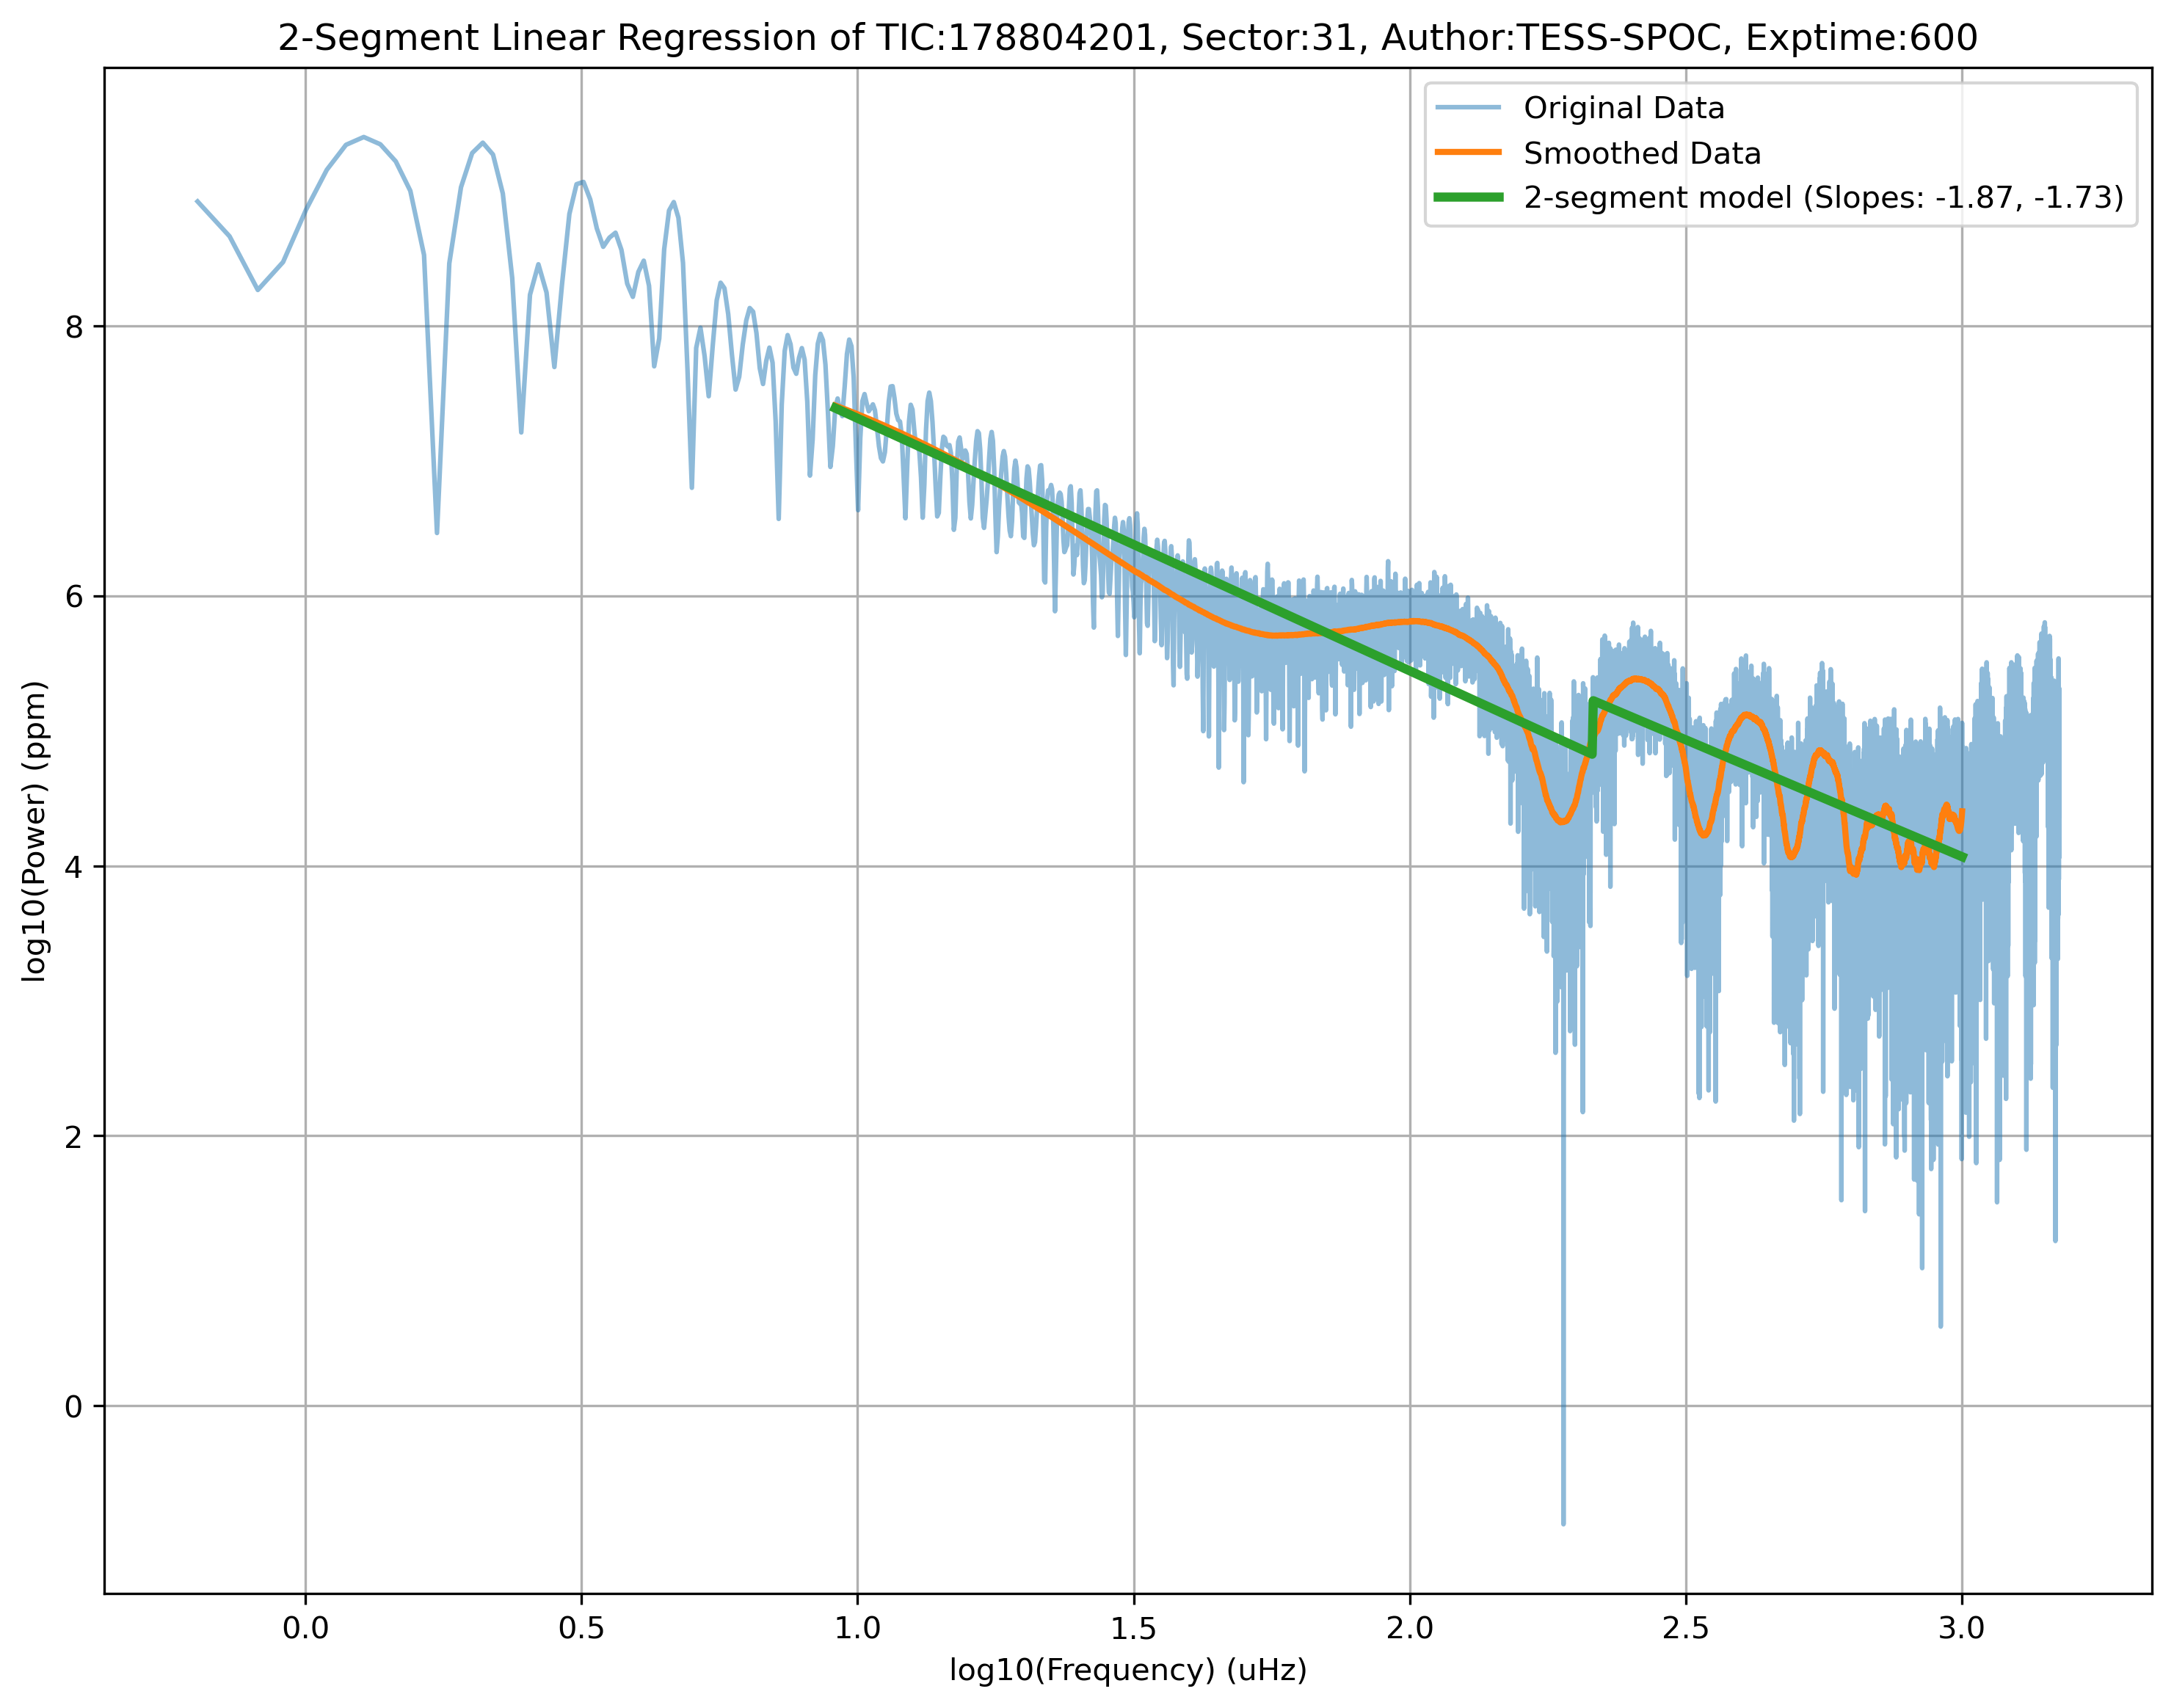 2-Segment Linear Regression of TIC:178804201, Sector:31, Author:TESS-SPOC, Exptime:600
Original Data
Smoothed Data
2-segment model (Slopes: -1.87, -1.73)
log10(Power) (ppm)
8
6
4
2
0
0.0 0.5 1.0 1.5 2.0 2.5 3.0
log10(Frequency) (uHz)